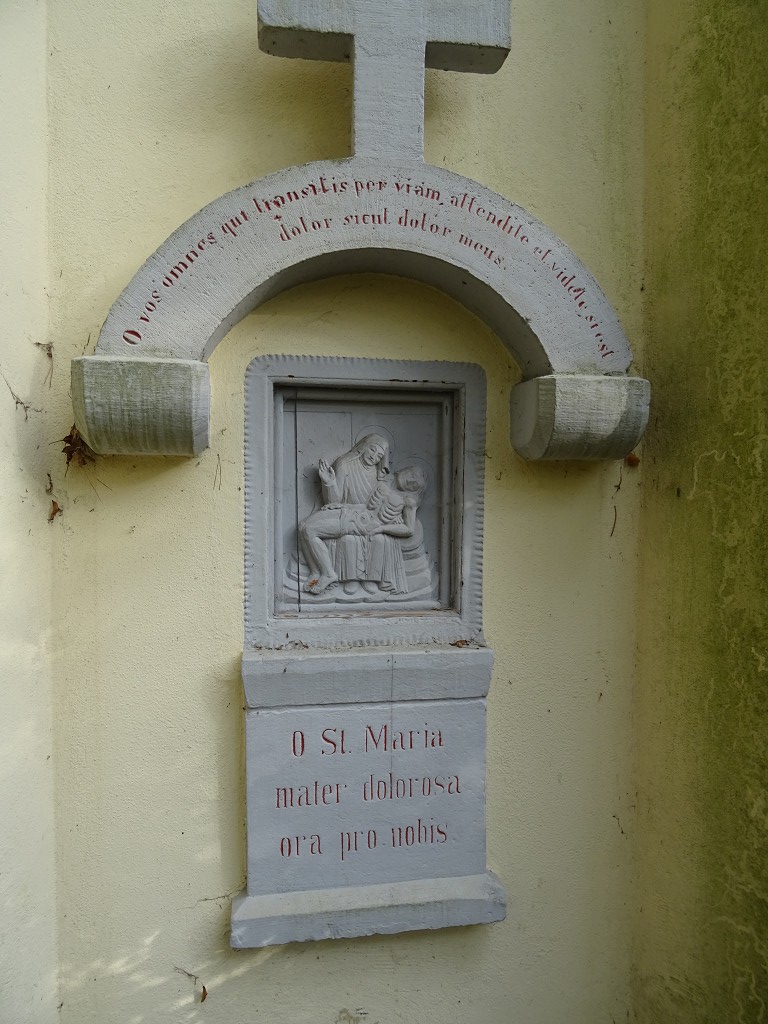 O vos omnes qui transitis per viam, attendite et videte, si est
dolor sicut dolor meus.
O St. Maria
mater dolorosa
ora pro nobis.